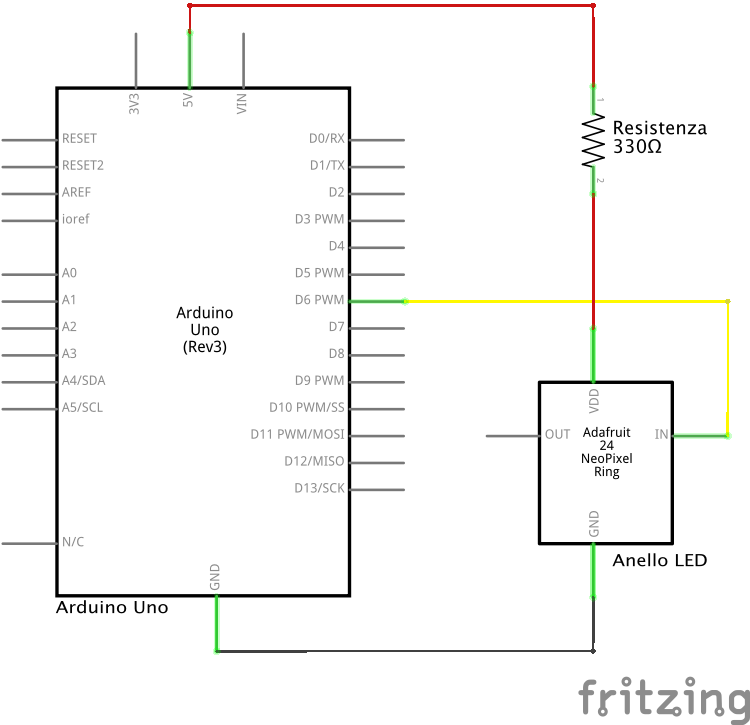 3V3
5V
VIN
RESET
RESET2
AREF
ioref
A0
A1
A2
A3
A4/SDA
A5/SCL
N/C
Arduino
Uno
(Rev3)
D0/RX
D1/TX
D2
D3 PWM
D4
D5 PWM
D6 PWM
D7
D8
D9 PWM
D10 PWM/SS
D11 PWM/MOSI
D12/MISO
D13/SCK
GND
Arduino Uno
1
Resistenza
330Ω
2
VDD
OUT
Adafruit
24
NeoPixel
Ring
IN
GND
Anello LED
fritzing